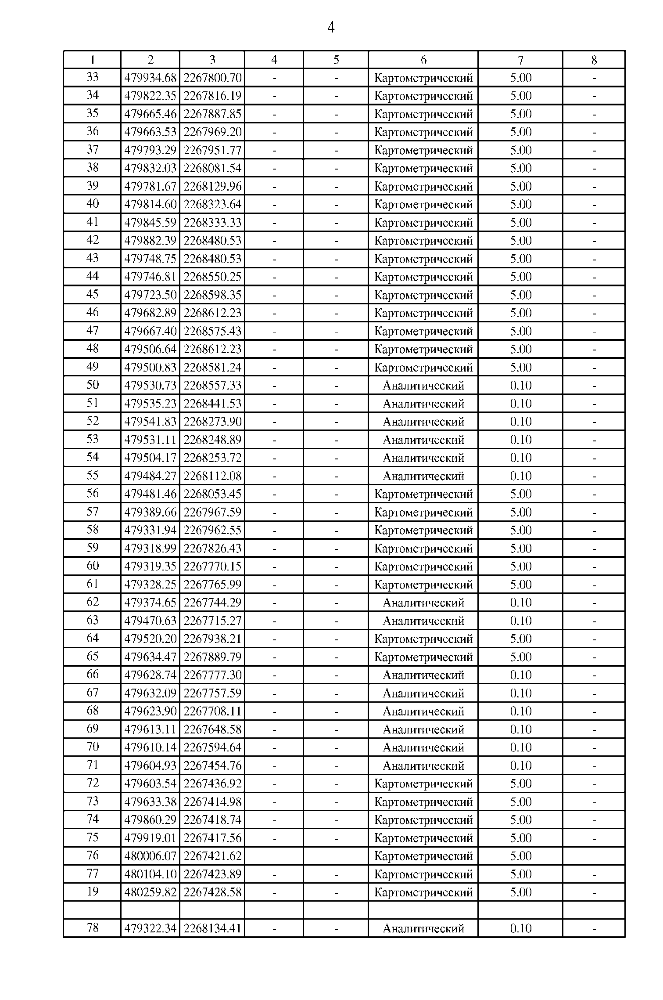 4
1 2 3 4 5 6 7 8
33 479934.68 2267800.70 - - Картометрический 5.00 -
34 479822.35 2267816.19 - - Картометрический 5.00 -
35 479665.46 2267887.85 - - Картометрический 5.00 -
36 479663.53 2267969.20 - - Картометрический 5.00 -
37 479793.29 2267951.77 - - Картометрический 5.00 -
38 479832.03 2268081.54 - - Картометрический 5.00 -
39 479781.67 2268129.96 - - Картометрический 5.00 -
40 479814.60 2268323.64 - - Картометрический 5.00 -
41 479845.59 2268333.33 - - Картометрический 5.00 -
42 479882.39 2268480.53 - - Картометрический 5.00 -
43 479748.75 2268480.53 - - Картометрический 5.00 -
44 479746.81 2268550.25 - - Картометрический 5.00 -
45 479723.50 2268598.35 - - Картометрический 5.00 -
46 479682.89 2268612.23 - - Картометрический 5.00 -
47 479667.40 2268575.43 - - Картометрический 5.00 -
48 479506.64 2268612.23 - - Картометрический 5.00 -
49 479500.83 2268581.24 - - Картометрический 5.00 -
50 479530.73 2268557.33 - - Аналитический 0.10 -
51 479535.23 2268441.53 - - Аналитический 0.10 -
52 479541.83 2268273.90 - - Аналитический 0.10 -
53 479531.11 2268248.89 - - Аналитический 0.10 -
54 479504.17 2268253.72 - - Аналитический 0.10 -
55 479484.27 2268112.08 - - Аналитический 0.10 -
56 479481.46 2268053.45 - - Картометрический 5.00 -
57 479389.66 2267967.59 - - Картометрический 5.00 -
58 479331.94 2267962.55 - - Картометрический 5.00 -
59 479318.99 2267826.43 - - Картометрический 5.00 -
60 479319.35 2267770.15 - - Картометрический 5.00 -
61 479328.25 2267765.99 - - Картометрический 5.00 -
62 479374.65 2267744.29 - - Аналитический 0.10 -
63 479470.63 2267715.27 - - Аналитический 0.10 -
64 479520.20 2267938.21 - - Картометрический 5.00 -
65 479634.47 2267889.79 - - Картометрический 5.00 -
66 479628.74 2267777.30 - - Аналитический 0.10 -
67 479632.09 2267757.59 - - Аналитический 0.10 -
68 479623.90 2267708.11 - - Аналитический 0.10 -
69 479613.11 2267648.58 - - Аналитический 0.10 -
70 479610.14 2267594.64 - - Аналитический 0.10 -
71 479604.93 2267454.76 - - Аналитический 0.10 -
72 479603.54 2267436.92 - - Картометрический 5.00 -
73 479633.38 2267414.98 - - Картометрический 5.00 -
74 479860.29 2267418.74 - - Картометрический 5.00 -
75 479919.01 2267417.56 - - Картометрический 5.00 -
76 480006.07 2267421.62 - - Картометрический 5.00 -
77 480104.10 2267423.89 - - Картометрический 5.00 -
19 480259.82 2267428.58 - - Картометрический 5.00 -
78 479322.34 2268134.41 - - Аналитический 0.10 -